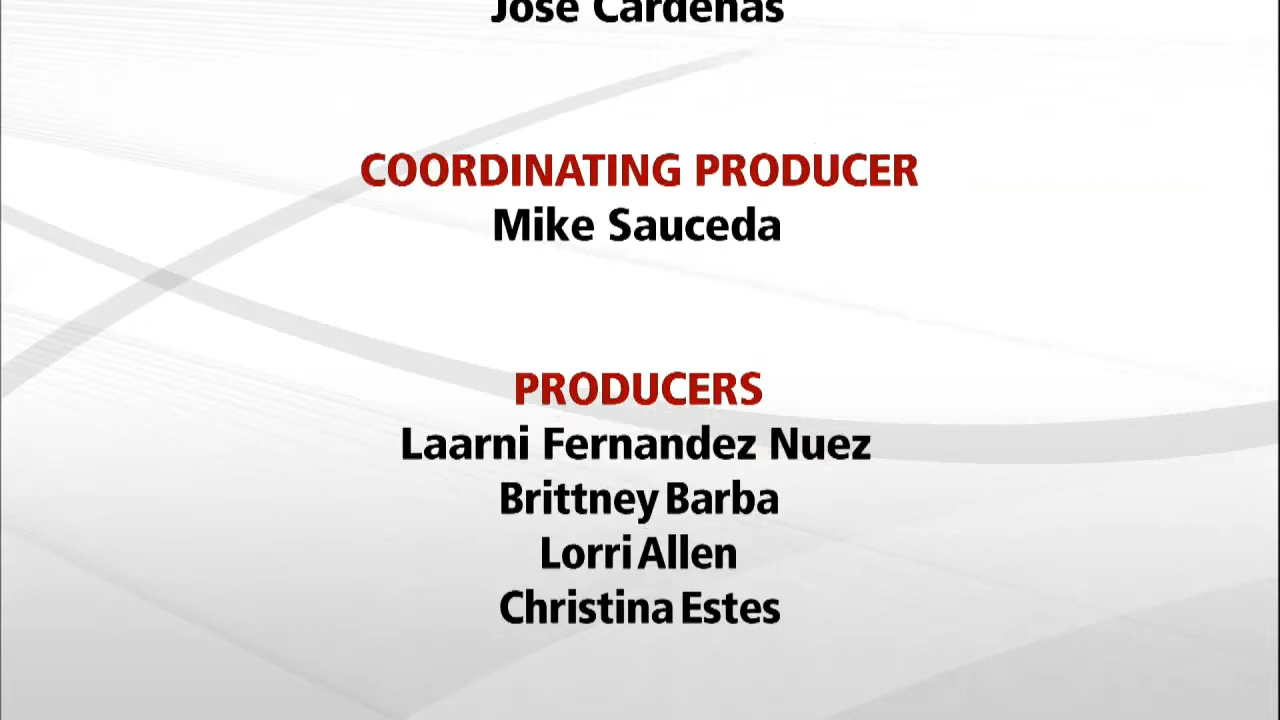 Jose Cardenas
COORDINATING PRODUCER
Mike Sauceda
PRODUCERS
Laarni Fernandez Nuez
Brittney Barba
Lorri Allen
Christina Estes